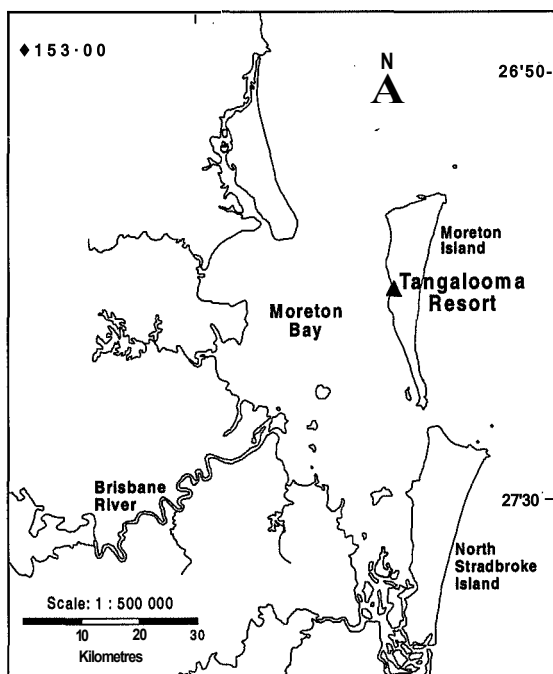 ♦153·00
N
26'50
Moreton
Island
Tangalooma
Resort
Moreton
Bay
Brisbane
River
27'30
North
Stradbroke
Island
Scale: 1 : 500 000
10 20 30
Kilometres